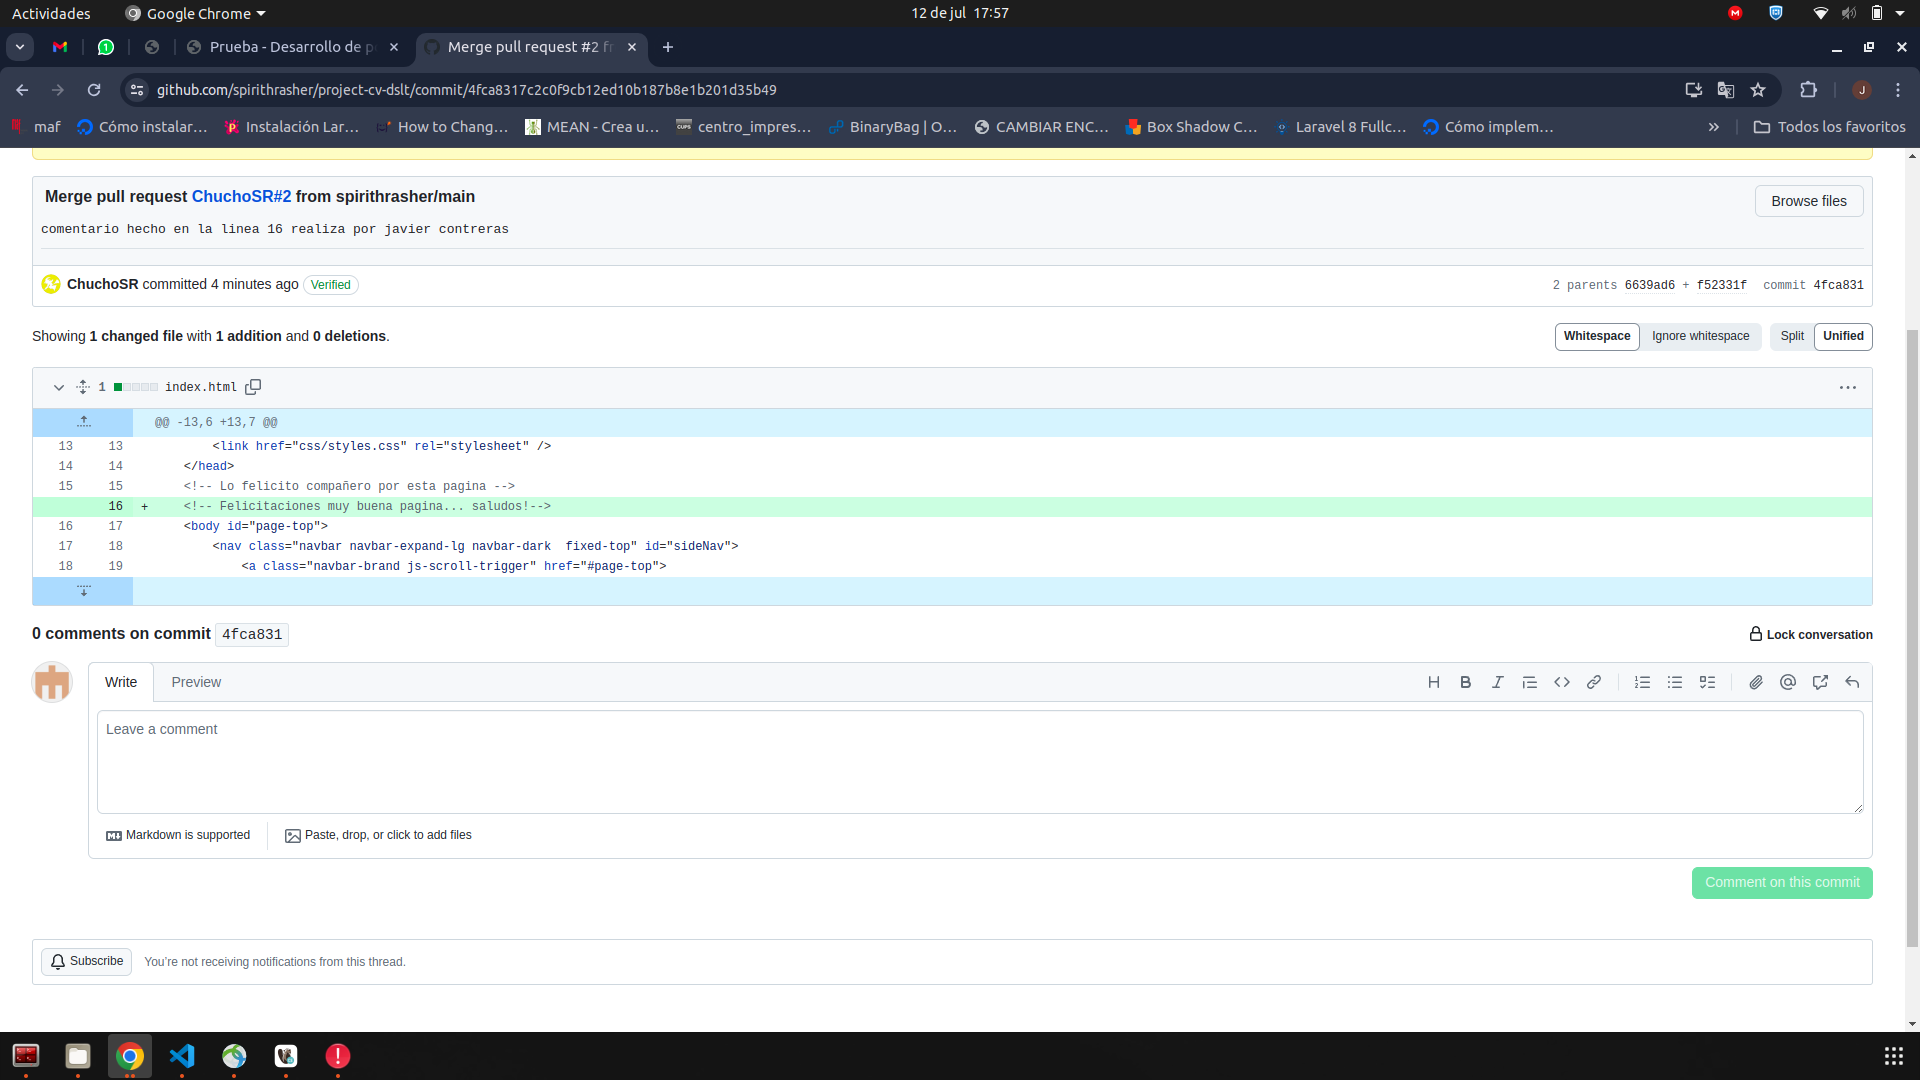 Actividades
Google Chrome
12 de jul 17:57
Prueba - Desarrollo de p
Merge pull request #2 fr
github.com/spirithrasher/project-cv-dslt/commit/4fca8317c2c0f9cb12ed10b187b8e1b201d35b49
J
maf
Cómo instalar...
Instalación Lar...
How to Chang...
MEAN - Crea u...
centro_impres...
BinaryBag | O...
CAMBIAR ENC...
Box Shadow C...
Laravel 8 Fullc...
Cómo implem...
Todos los favoritos
Merge pull request ChuchoSR#2 from spirithrasher/main
Browse files
comentario hecho en la linea 16 realiza por javier contreras
ChuchoSR committed 4 minutes ago Verified
2 parents 6639ad6 + f52331f commit 4fca831
Showing 1 changed file with 1 addition and 0 deletions.
Whitespace Ignore whitespace Split Unified
1 index.html
@@ -13,6 +13,7 @@
13 13 <link href="css/styles.css" rel="stylesheet" />
14 14 </head>
15 15 <!-- Lo felicito compañero por esta pagina -->
16 + <!-- Felicitaciones muy buena pagina... saludos!-->
16 17 <body id="page-top">
17 18 <nav class="navbar navbar-expand-lg navbar-dark  fixed-top" id="sideNav">
18 19 <a class="navbar-brand js-scroll-trigger" href="#page-top">
0 comments on commit 4fca831
Lock conversation
Write Preview
Leave a comment
Markdown is supported
Paste, drop, or click to add files
Comment on this commit
Subscribe
You're not receiving notifications from this thread.